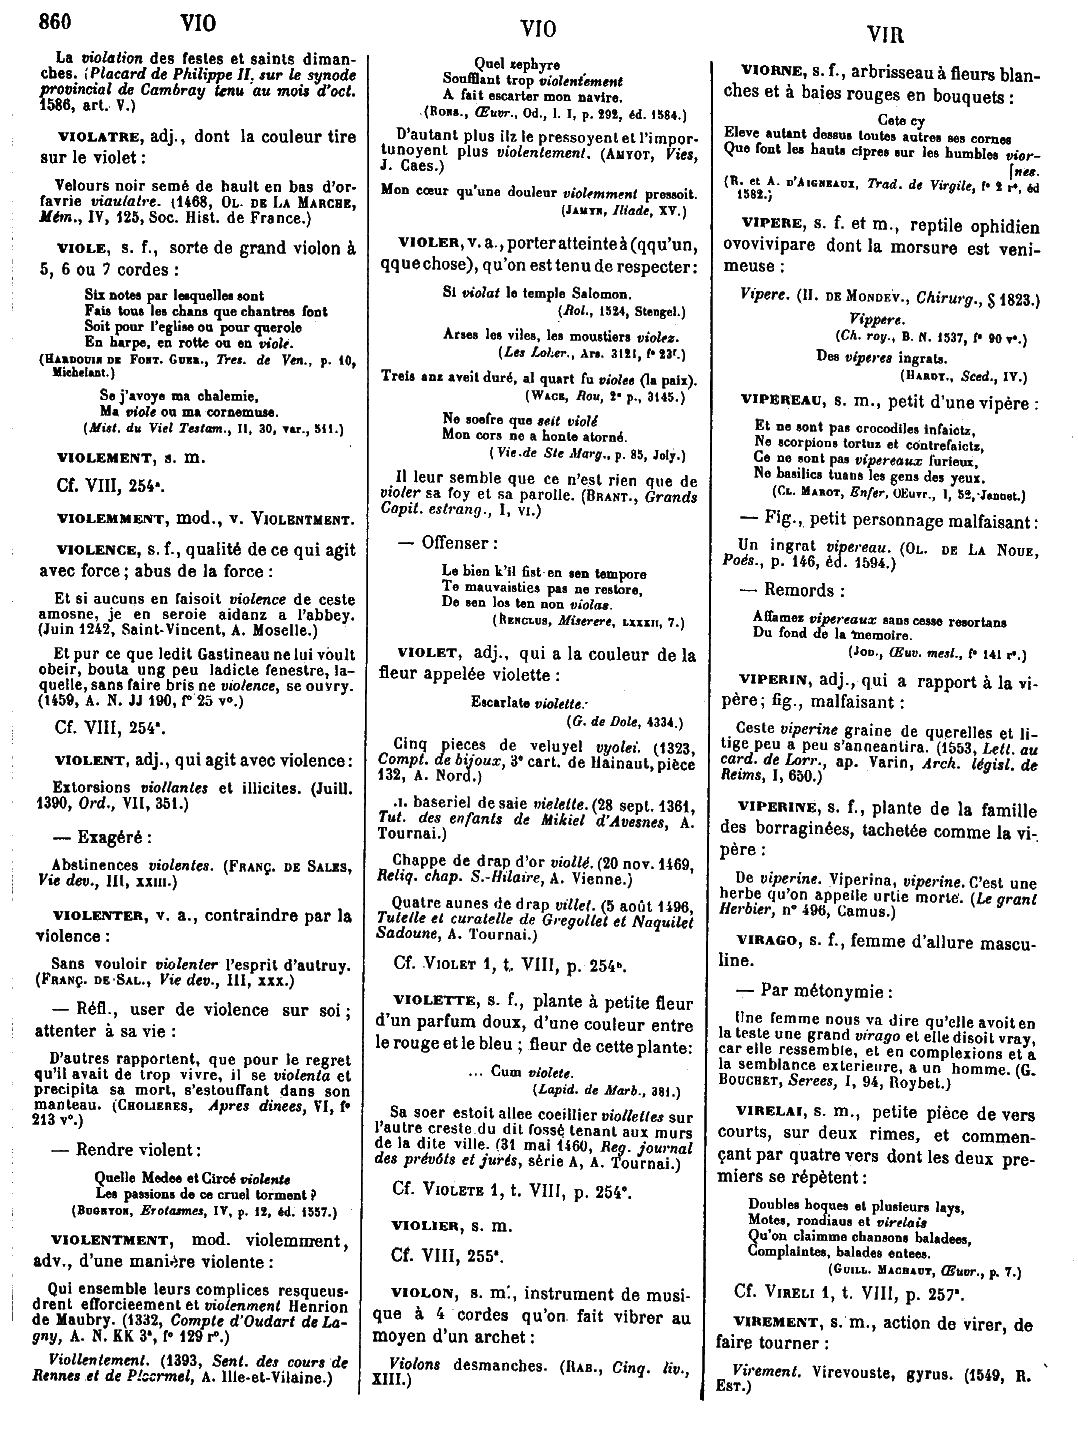 860 VIO
VIO
VIR
La violation des festes et saints diman-
ches. (Placard de Philippe II, sur le synode
provincial de Cambray tenu au mois d'oct.
1586, art. V.)
VIOLATRE, adj., dont la couleur tire
sur le violet :
Velours noir semé de hault en bas d'or-
favrie viaulatre. (1468, OL. DE LA MARCHE,
Mém., IV, 125, Soc. Hist. de France.)
VIOLE, s. f., sorte de grand violon à
5, 6 ou 7 cordes :
Six notes par lesquelles sont
Fais tous les chans que chantres font
Soit pour l'eglise ou pour querole
En harpe, en rotte ou en viole.
(HARDOUIN DE FONT. GUER., Tres. de Ven., p. 10,
Michelant.)
Se j'avoye ma chalemie,
Ma viole ou ma cornemuse.
(Mist. du Viel Testam., II, 30, var., 511.)
VIOLEMENT, s. m.
Cf. VIII, 254ᵃ.
VIOLEMMENT, mod., v. VIOLENTMENT.
VIOLENCE, s. f., qualité de ce qui agit
avec force ; abus de la force :
Et si aucuns en faisoit violence de ceste
amosne, je en seroie aidanz a l'abbey.
(Juin 1242, Saint-Vincent, A. Moselle.)
Et pur ce que ledit Gastineau ne lui voult
obeir, bouta ung peu ladicte fenestre, la-
quelle, sans faire bris ne violence, se ouvry.
(1459, A. N. JJ 190, f° 25 v°.)
Cf. VIII, 254ᵃ.
VIOLENT, adj., qui agit avec violence :
Extorsions viollantes et illicites. (Juill.
1390, Ord., VII, 351.)
— Exagéré :
Abstinences violentes. (FRANÇ. DE SALES,
Vie dev., III, XXIII.)
VIOLENTER, v. a., contraindre par la
violence :
Sans vouloir violenter l'esprit d'autruy.
(FRANÇ. DE SAL., Vie dev., III, XXX.)
— Réfl., user de violence sur soi ;
attenter à sa vie :
D'autres rapportent, que pour le regret
qu'il avait de trop vivre, il se violenta et
precipita sa mort, s'estouffant dans son
manteau. (CHOLIERES, Apres dinees, VI, f°
213 v°.)
— Rendre violent :
Quelle Medee et Circé violente
Les passions de ce cruel torment ?
(BUGNYON, Erotasmes, IV, p. 12, éd. 1557.)
VIOLENTMENT, mod. violemment,
adv., d'une manière violente :
Qui ensemble leurs complices resqueus-
drent efforcieement et violenment Henrion
de Maubry. (1332, Compte d'Oudart de La-
gny, A. N. KK 3ᵃ, f° 129 r°.)
Viollentement. (1393, Sent. des cours de
Rennes et de Ploermel, A. Ille-et-Vilaine.)
Quel zephyre
Soufflant trop violentement
A fait escarter mon navire.
(RONS., Œuvr., Od., l. I, p. 292, éd. 1584.)
D'autant plus ilz le pressoyent et l'impor-
tunoyent plus violentement. (AMYOT, Vies,
J. Caes.)
Mon cœur qu'une douleur violemment pressoit.
(JAMYN, Iliade, XV.)
VIOLER, v. a., porter atteinte à (qqu'un,
qque chose), qu'on est tenu de respecter :
Si violat le temple Salomon.
(Rol., 1524, Stengel.)
Arses les viles, les moustiers violez.
(Les Loher., Ars. 3121, f° 23ʳ.)
Treis anz aveit duré, al quart fu violee (la paix).
(WACE, Rou, 2ᵉ p., 3145.)
Ne soefre que seit violé
Mon cors ne a honte atorné.
(Vie de Ste Marg., p. 85, Joly.)
Il leur semble que ce n'est rien que de
violer sa foy et sa parolle. (BRANT., Grands
Capit. estrang., I, VI.)
— Offenser :
Le bien k'il fist en sen tempore
Te mauvaisties pas ne restore,
De sen los ten non violas.
(RENCLUS, Miserere, LXXXII, 7.)
VIOLET, adj., qui a la couleur de la
fleur appelée violette :
Escarlate violette.
(G. de Dole, 4334.)
Cinq pieces de veluyel vyolei. (1323,
Compt. de bijoux, 3ᵉ cart. de Hainaut, pièce
132, A. Nord.)
.I. baseriel de saie vielette. (28 sept. 1361,
Tut. des enfants de Mikiel d'Avesnes, A.
Tournai.)
Chappe de drap d'or viollé. (20 nov. 1469,
Reliq. chap. S.-Hilaire, A. Vienne.)
Quatre aunes de drap villet. (5 août 1496,
Tutelle et curatelle de Gregollet et Naquilet
Sadoune, A. Tournai.)
Cf. VIOLET 1, t. VIII, p. 254ᵇ.
VIOLETTE, s. f., plante à petite fleur
d'un parfum doux, d'une couleur entre
le rouge et le bleu ; fleur de cette plante :
... Cum violete.
(Lapid. de Marb., 381.)
Sa soer estoit allee coeillier viollettes sur
l'autre creste du dit fossé tenant aux murs
de la dite ville. (31 mai 1460, Reg. journal
des prévôts et jurés, série A, A. Tournai.)
Cf. VIOLETE 1, t. VIII, p. 254ᵃ.
VIOLIER, s. m.
Cf. VIII, 255ᵃ.
VIOLON, s. m., instrument de musi-
que à 4 cordes qu'on fait vibrer au
moyen d'un archet :
Violons desmanches. (RAB., Cinq. liv.,
XIII.)
VIORNE, s. f., arbrisseau à fleurs blan-
ches et à baies rouges en bouquets :
Cete cy
Eleve autant dessus toutes autres ses cornes
Que font les hauts cipres sur les humbles vior-
[nes.
(R. et A. D'AIGNEAUX, Trad. de Virgile, f° 2 r°, éd
1582.)
VIPERE, s. f. et m., reptile ophidien
ovovivipare dont la morsure est veni-
meuse :
Vipere. (H. DE MONDEV., Chirurg., § 1823.)
Vippere.
(Ch. roy., B. N. 1537, f° 90 v°.)
Des viperes ingrats.
(HARDY., Sced., IV.)
VIPEREAU, s. m., petit d'une vipère :
Et ne sont pas crocodiles infaictz,
Ne scorpions tortuz et contrefaictz,
Ce ne sont pas vipereaux furieux,
Ne basilics tuans les gens des yeux.
(CL. MAROT, Enfer, OEuvr., I, 52, Jannet.)
— Fig., petit personnage malfaisant :
Un ingrat vipereau. (OL. DE LA NOUE,
Poés., p. 146, éd. 1594.)
— Remords :
Affamez vipereaux sans cesse resortans
Du fond de la memoire.
(JOD., Œuv. mesl., f° 141 r°.)
VIPERIN, adj., qui a rapport à la vi-
père ; fig., malfaisant :
Ceste viperine graine de querelles et li-
tige peu a peu s'anneantira. (1553, Lett. au
card. de Lorr., ap. Varin, Arch. législ. de
Reims, I, 650.)
VIPERINE, s. f., plante de la famille
des borraginées, tachetée comme la vi-
père :
De viperine. Viperina, viperine. C'est une
herbe qu'on appelle urtie morte. (Le grant
Herbier, n° 496, Camus.)
VIRAGO, s. f., femme d'allure mascu-
line.
— Par métonymie :
Une femme nous va dire qu'elle avoit en
la teste une grand virago et elle disoit vray,
car elle ressemble, et en complexions et a
la semblance exterieure, a un homme. (G.
BOUCHET, Serees, I, 94, Roybet.)
VIRELAI, s. m., petite pièce de vers
courts, sur deux rimes, et commen-
çant par quatre vers dont les deux pre-
miers se répètent :
Doubles hoques et plusieurs lays,
Motes, rondiaus et virelais
Qu'on claimme chansons baladees,
Complaintes, balades entees.
(GUILL. MACHAUT, Œuvr., p. 7.)
Cf. VIRELI 1, t. VIII, p. 257ᵃ.
VIREMENT, s. m., action de virer, de
faire tourner :
Virement. Virevouste, gyrus. (1549, R.
EST.)